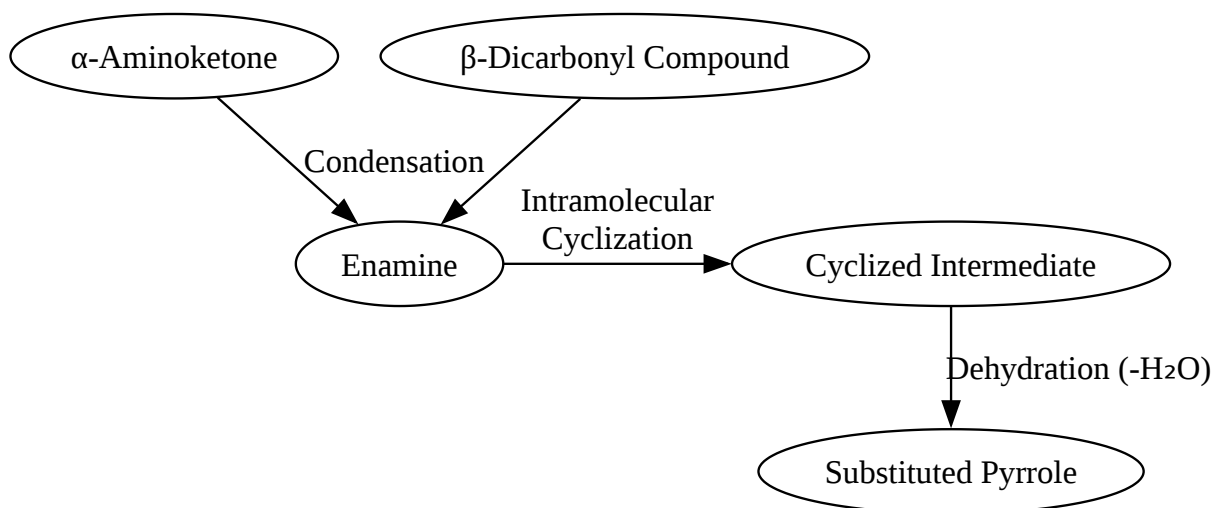 α-Aminoketone
β-Dicarbonyl Compound
Condensation
Intramolecular
Cyclization
Enamine
Cyclized Intermediate
Dehydration (-H₂O)
Substituted Pyrrole